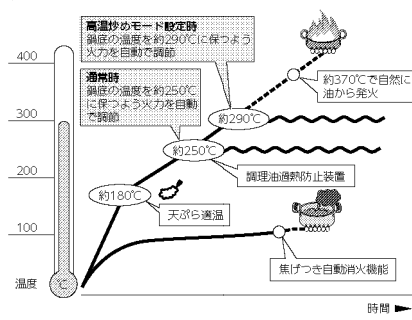 高温炒めモード設定時
鍋底の温度を約290℃に保つよう
火力を自動で調節
通常時
鍋底の温度を約250℃
に保つよう火力を自動
で調節
400
300
200
100
温度
℃
約370℃で自然に
油から発火
約290℃
約250℃
調理油過熱防止装置
約180℃
天ぷら適温
焦げつき自動消火機能
時間